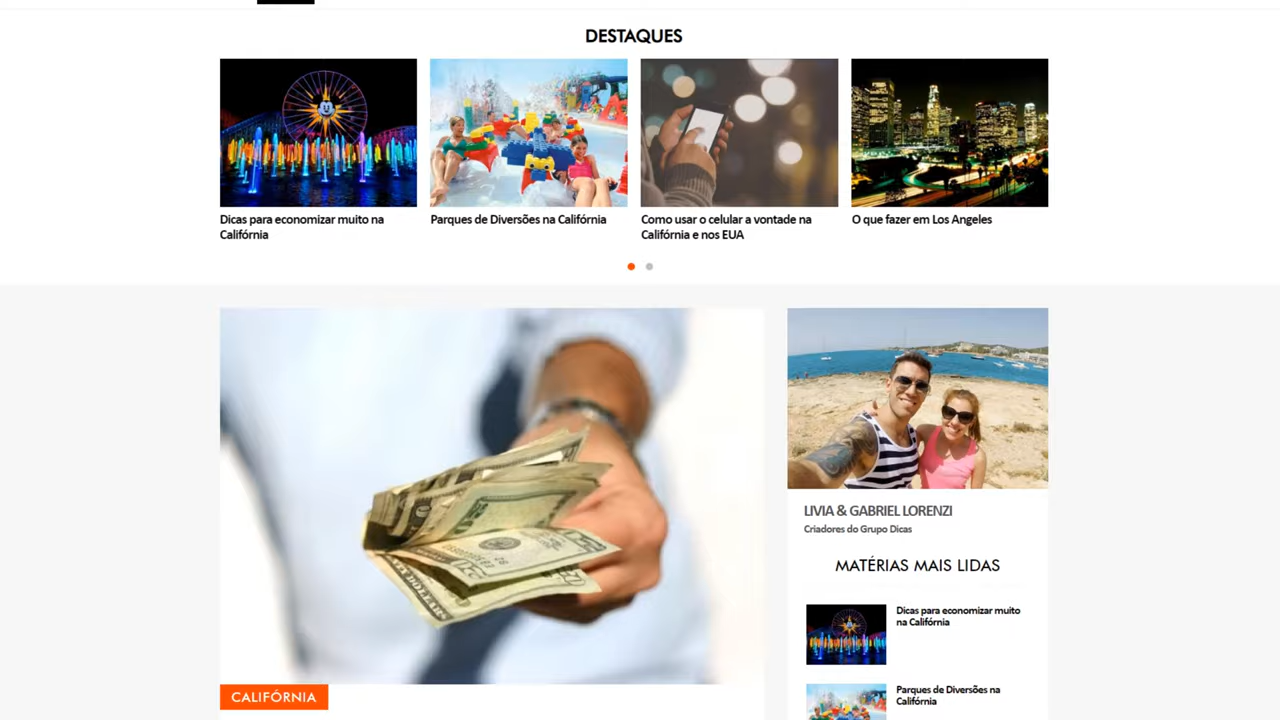 DESTAQUES
Dicas para economizar muito na
Califórnia
Parques de Diversões na Califórnia
Como usar o celular a vontade na
Califórnia e nos EUA
O que fazer em Los Angeles
CALIFÓRNIA
LIVIA & GABRIEL LORENZI
Criadores do Grupo Dicas
MATÉRIAS MAIS LIDAS
Dicas para economizar muito
na Califórnia
Parques de Diversões na
Califórnia